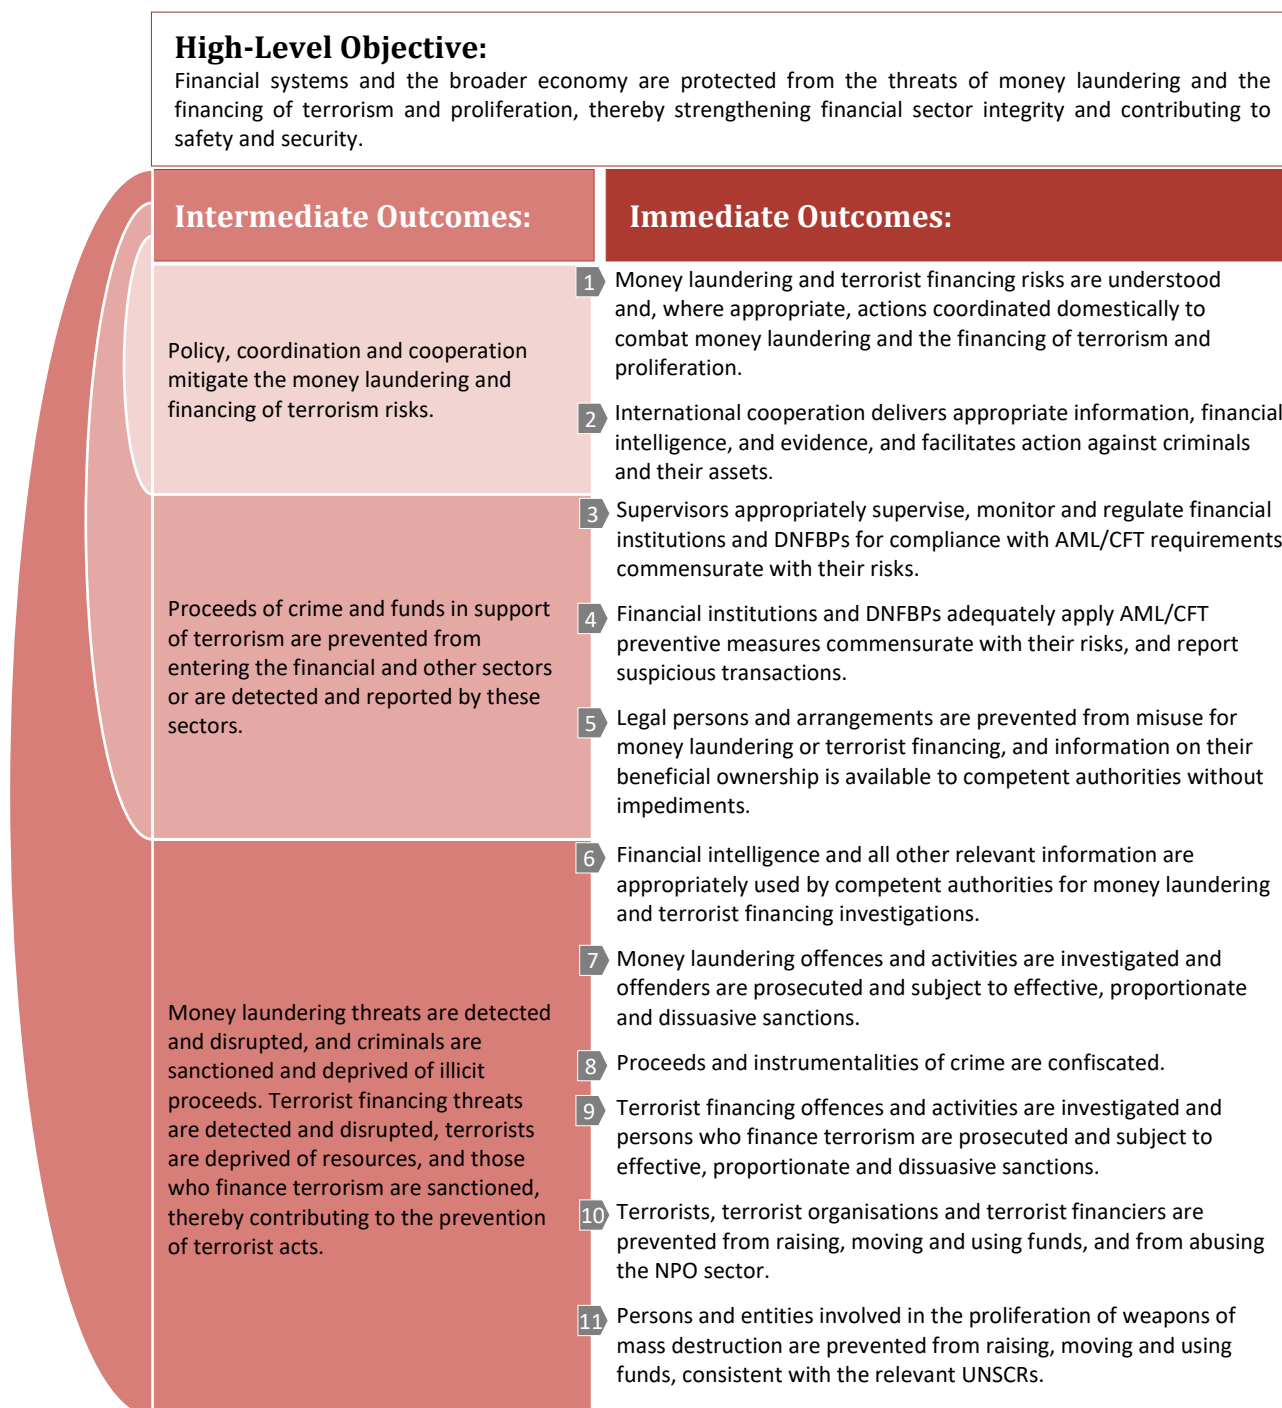 High-Level Objective:
Financial systems and the broader economy are protected from the threats of money laundering and the
financing of terrorism and proliferation, thereby strengthening financial sector integrity and contributing to
safety and security.
Intermediate Outcomes:
Immediate Outcomes:
Policy, coordination and cooperation
mitigate the money laundering and
financing of terrorism risks.
1 Money laundering and terrorist financing risks are understood
and, where appropriate, actions coordinated domestically to
combat money laundering and the financing of terrorism and
proliferation.
2 International cooperation delivers appropriate information, financial
intelligence, and evidence, and facilitates action against criminals
and their assets.
Proceeds of crime and funds in support
of terrorism are prevented from
entering the financial and other sectors
or are detected and reported by these
sectors.
3 Supervisors appropriately supervise, monitor and regulate financial
institutions and DNFBPs for compliance with AML/CFT requirements
commensurate with their risks.
4 Financial institutions and DNFBPs adequately apply AML/CFT
preventive measures commensurate with their risks, and report
suspicious transactions.
5 Legal persons and arrangements are prevented from misuse for
money laundering or terrorist financing, and information on their
beneficial ownership is available to competent authorities without
impediments.
Money laundering threats are detected
and disrupted, and criminals are
sanctioned and deprived of illicit
proceeds. Terrorist financing threats
are detected and disrupted, terrorists
are deprived of resources, and those
who finance terrorism are sanctioned,
thereby contributing to the prevention
of terrorist acts.
6 Financial intelligence and all other relevant information are
appropriately used by competent authorities for money laundering
and terrorist financing investigations.
7 Money laundering offences and activities are investigated and
offenders are prosecuted and subject to effective, proportionate
and dissuasive sanctions.
8 Proceeds and instrumentalities of crime are confiscated.
9 Terrorist financing offences and activities are investigated and
persons who finance terrorism are prosecuted and subject to
effective, proportionate and dissuasive sanctions.
10 Terrorists, terrorist organisations and terrorist financiers are
prevented from raising, moving and using funds, and from abusing
the NPO sector.
11 Persons and entities involved in the proliferation of weapons of
mass destruction are prevented from raising, moving and using
funds, consistent with the relevant UNSCRs.